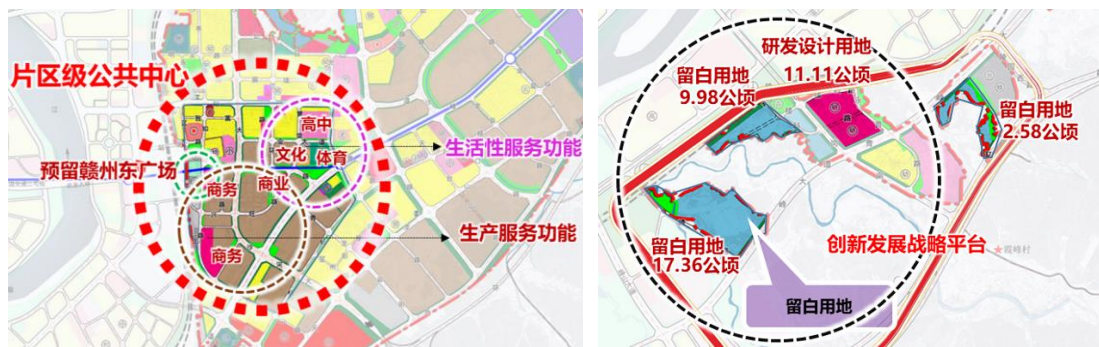 片区级公共中心
高中
文化
体育
生活性服务功能
预留赣州东广场
商务
商业
生产服务功能
商务
研发设计用地
11.11公顷
留白用地
9.98公顷
留白用地
2.58公顷
留白用地
17.36公顷
创新发展战略平台
霞峰村
留白用地